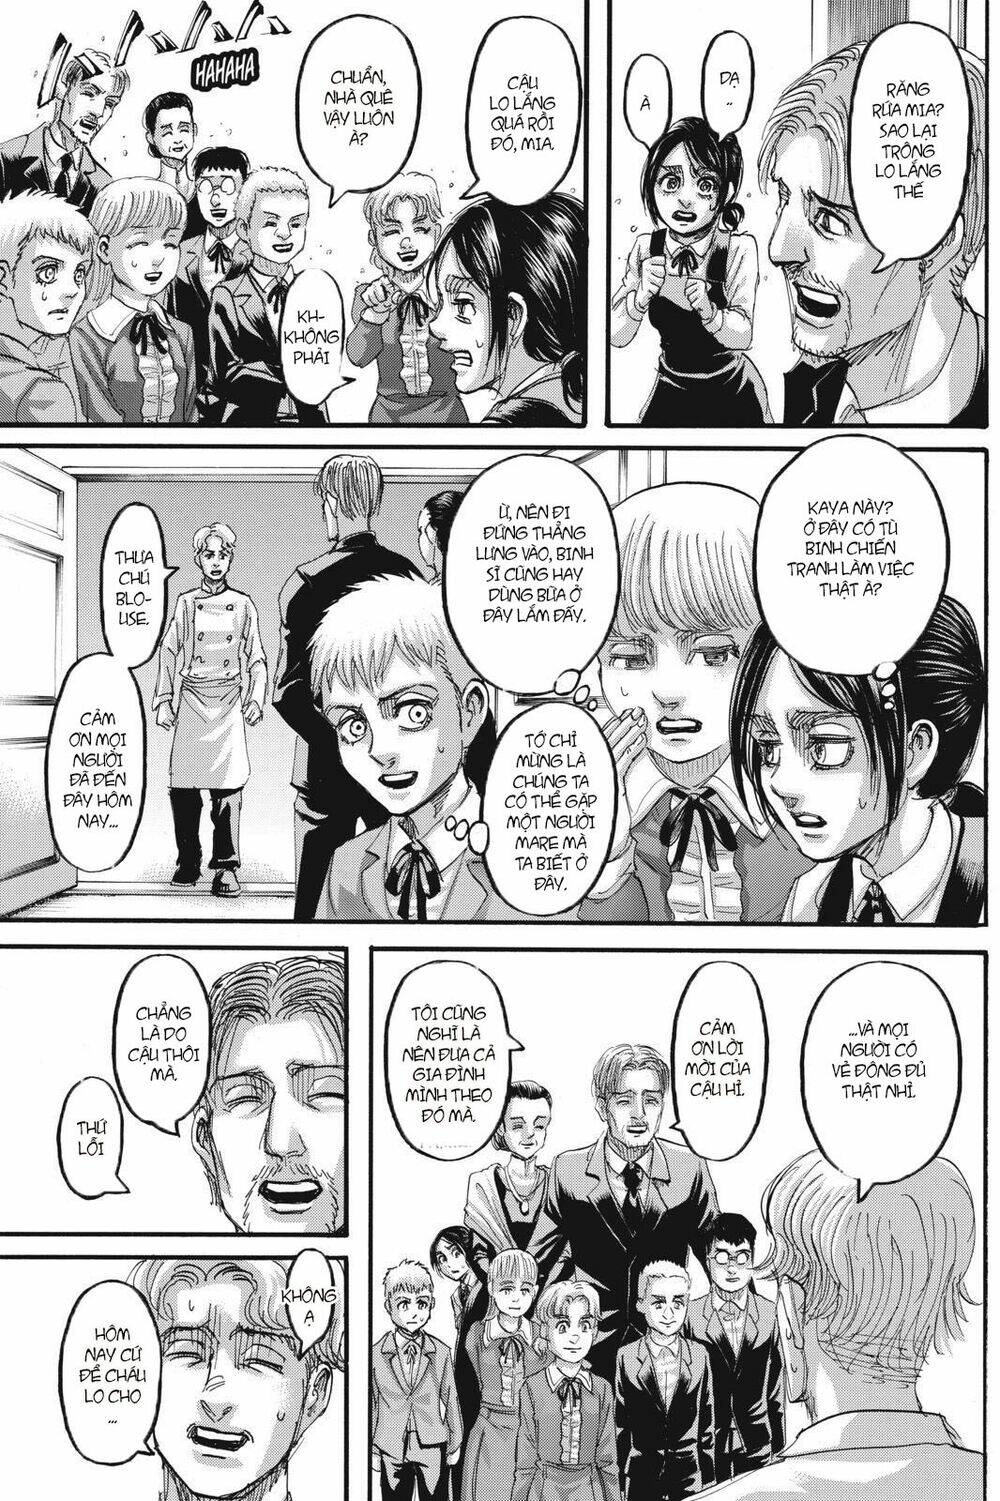 RĂNG
RỨA MIA?
SAO LẠI
TRÔNG
LO LẮNG
THẾ
DẠ
..
À
CẬU
LO LẮNG
QUÁ RỒI
ĐÓ, MIA.
CHUẨN,
NHÀ QUÊ
VẬY LUÔN
À?
KH-
KHÔNG
PHẢI
HAHAHA
KAYA NÀY?
Ở ĐÂY CÓ TÙ
BINH CHIẾN
TRANH LÀM VIỆC
THẬT À?
Ừ, NÊN ĐI
ĐỨNG THẲNG
LƯNG VÀO, BINH
SĨ CŨNG HAY
DÙNG BỮA Ở
ĐÂY LẮM ĐẤY.
TỚ CHỈ
MỪNG LÀ
CHÚNG TA
CÓ THỂ GẶP
MỘT NGƯỜI
MARE MÀ
TA BIẾT Ở
ĐÂY.
THƯA
CHÚ
BLO-
USE.
CẢM
ƠN MỌI
NGƯỜI
ĐÃ ĐẾN
ĐÂY HÔM
NAY...
...VÀ MỌI
NGƯỜI CÓ
VẺ ĐÔNG ĐỦ
THẬT NHỈ.
CẢM
ƠN LỜI
MỜI CỦA
CẬU HỈ.
TÔI CŨNG
NGHĨ LÀ
NÊN ĐƯA CẢ
GIA ĐÌNH
MÌNH THEO
ĐÓ MÀ.
CHẲNG
LÀ DO
CẬU THÔI
MÀ.
THỨ
LỖI
KHÔNG
Ạ
HÔM
NAY CỨ
ĐỂ CHÁU
LO CHO
...